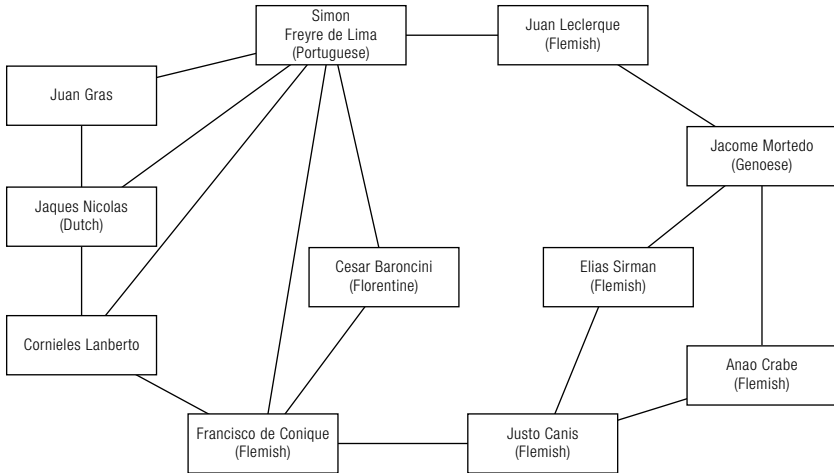 Simon
Freyre de Lima
(Portuguese)
Juan Leclerque
(Flemish)
Juan Gras
Jacome Mortedo
(Genoese)
Jaques Nicolas
(Dutch)
Cesar Baroncini
(Florentine)
Elias Sirman
(Flemish)
Cornieles Lanberto
Anao Crabe
(Flemish)
Francisco de Conique
(Flemish)
Justo Canis
(Flemish)